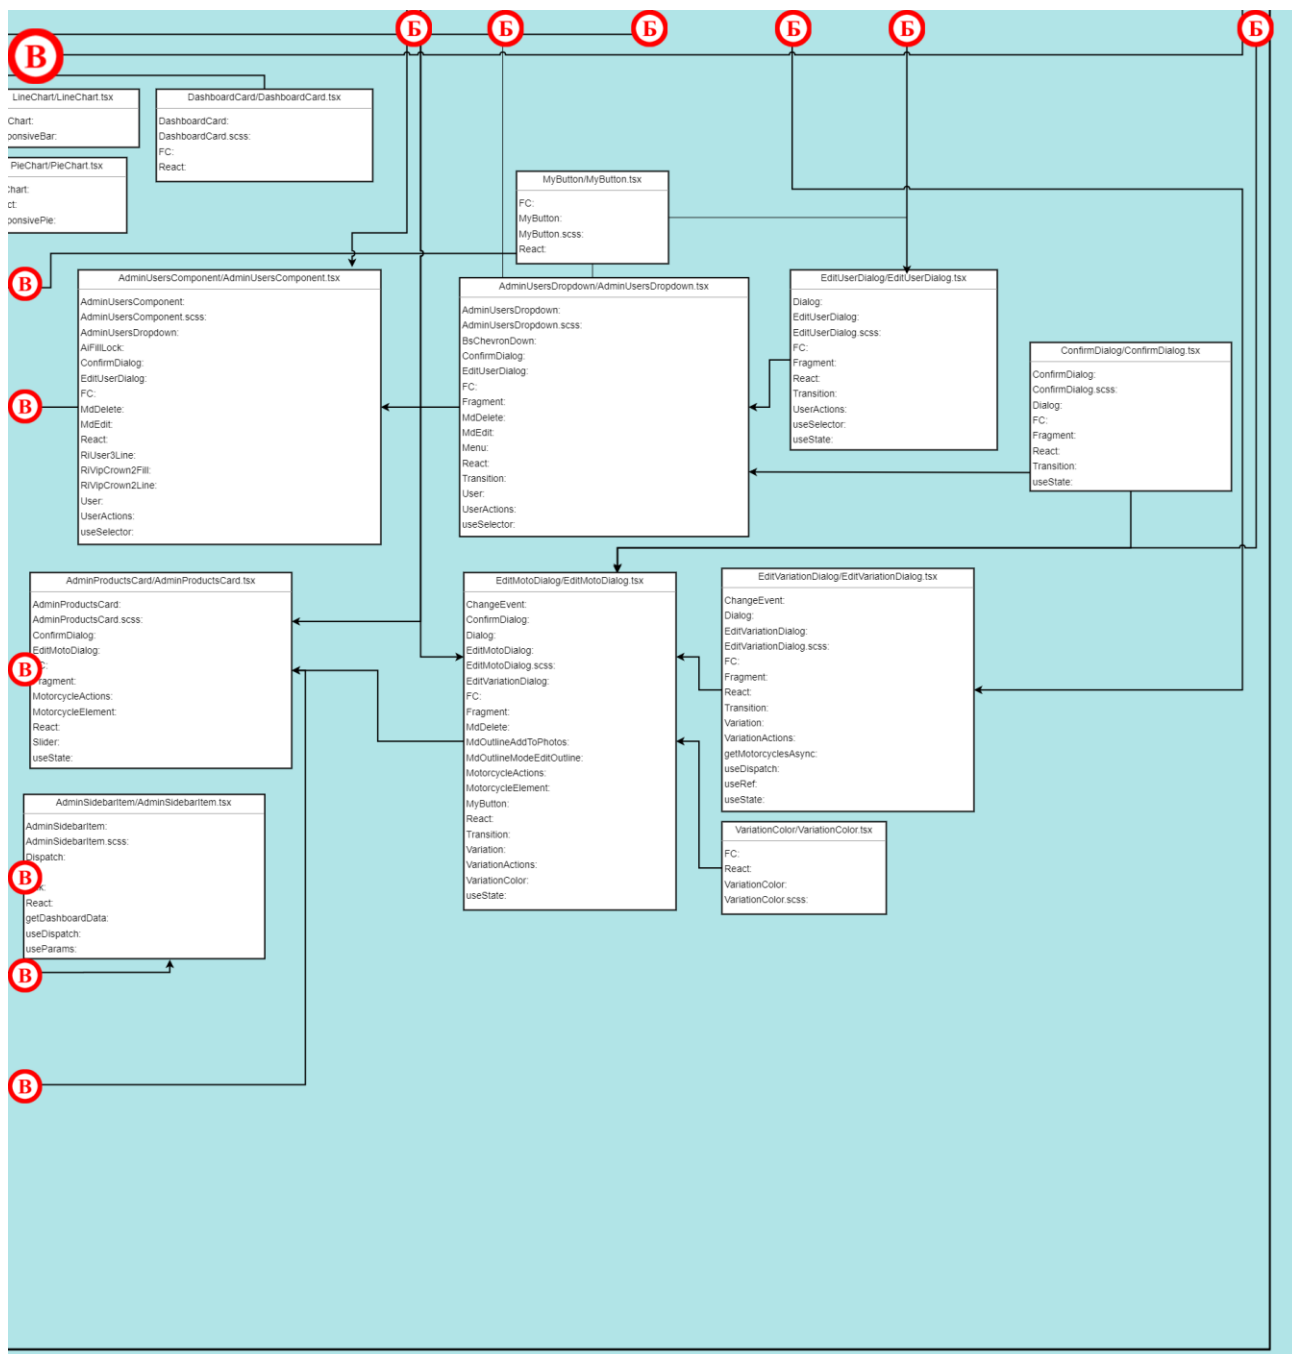 Б Б Б Б Б Б
В
LineChart/LineChart.tsx
Chart:
ponsiveBar:
DashboardCard/DashboardCard.tsx
DashboardCard:
DashboardCard.scss:
FC:
React:
PieChart/PieChart.tsx
Chart:
ct:
ponsivePie:
MyButton/MyButton.tsx
FC:
MyButton:
MyButton.scss:
React:
В
AdminUsersComponent/AdminUsersComponent.tsx
AdminUsersComponent:
AdminUsersComponent.scss:
AdminUsersDropdown:
AiFillLock:
ConfirmDialog:
EditUserDialog:
FC:
MdDelete:
MdEdit:
React:
RiUser3Line:
RiVipCrown2Fill:
RiVipCrown2Line:
User:
UserActions:
useSelector:
AdminUsersDropdown/AdminUsersDropdown.tsx
AdminUsersDropdown:
AdminUsersDropdown.scss:
BsChevronDown:
ConfirmDialog:
EditUserDialog:
FC:
Fragment:
MdDelete:
MdEdit:
Menu:
React:
Transition:
User:
UserActions:
useSelector:
EditUserDialog/EditUserDialog.tsx
Dialog:
EditUserDialog:
EditUserDialog.scss:
FC:
Fragment:
React:
Transition:
UserActions:
useSelector:
useState:
ConfirmDialog/ConfirmDialog.tsx
ConfirmDialog:
ConfirmDialog.scss:
Dialog:
FC:
Fragment:
React:
Transition:
useState:
В
AdminProductsCard/AdminProductsCard.tsx
AdminProductsCard:
AdminProductsCard.scss:
ConfirmDialog:
EditMotoDialog:
В
C:
Fragment:
MotorcycleActions:
MotorcycleElement:
React:
Slider:
useState:
EditMotoDialog/EditMotoDialog.tsx
ChangeEvent:
ConfirmDialog:
Dialog:
EditMotoDialog:
EditMotoDialog.scss:
EditVariationDialog:
FC:
Fragment:
MdDelete:
MdOutlineAddToPhotos:
MdOutlineModeEditOutline:
MotorcycleActions:
MotorcycleElement:
MyButton:
React:
Transition:
Variation:
VariationActions:
VariationColor:
useState:
EditVariationDialog/EditVariationDialog.tsx
ChangeEvent:
Dialog:
EditVariationDialog:
EditVariationDialog.scss:
FC:
Fragment:
React:
Transition:
Variation:
VariationActions:
getMotorcyclesAsync:
useDispatch:
useRef:
useState:
AdminSidebarItem/AdminSidebarItem.tsx
AdminSidebarItem:
AdminSidebarItem.scss:
Dispatch:
В
React:
getDashboardData:
useDispatch:
useParams:
VariationColor/VariationColor.tsx
FC:
React:
VariationColor:
VariationColor.scss:
В
В